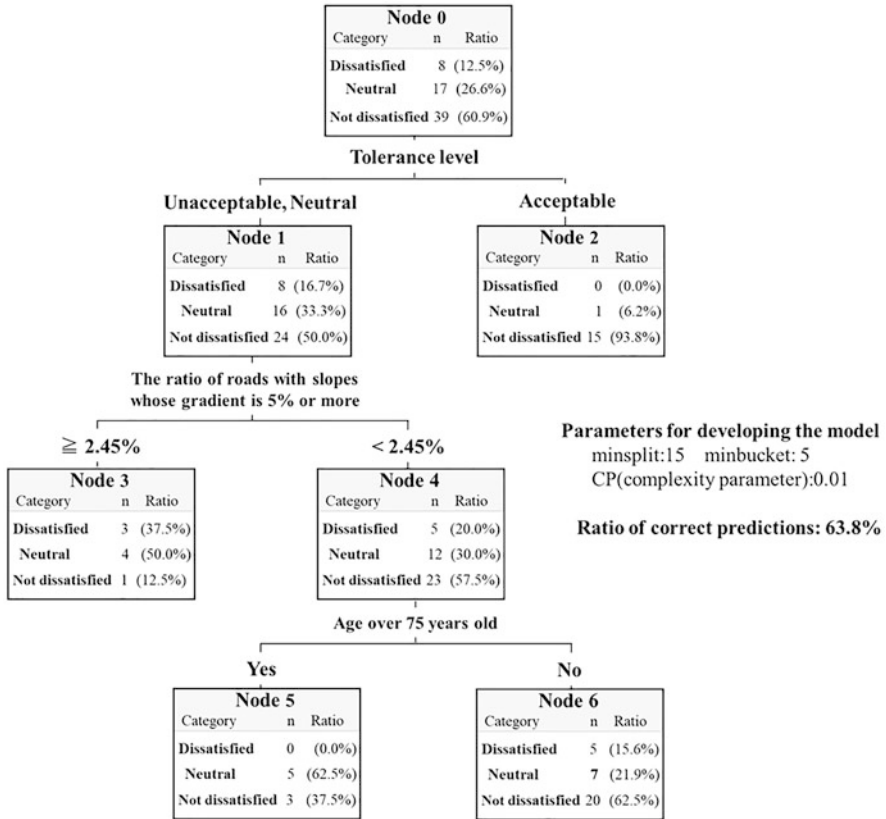 Node 0
Category n Ratio
Dissatisfied 8 (12.5%)
Neutral 17 (26.6%)
Not dissatisfied 39 (60.9%)
Tolerance level
Unacceptable, Neutral
Acceptable
Node 1
Category n Ratio
Dissatisfied 8 (16.7%)
Neutral 16 (33.3%)
Not dissatisfied 24 (50.0%)
Node 2
Category n Ratio
Dissatisfied 0 (0.0%)
Neutral 1 (6.2%)
Not dissatisfied 15 (93.8%)
The ratio of roads with slopes
whose gradient is 5% or more
≧ 2.45%
< 2.45%
Node 3
Category n Ratio
Dissatisfied 3 (37.5%)
Neutral 4 (50.0%)
Not dissatisfied 1 (12.5%)
Node 4
Category n Ratio
Dissatisfied 5 (20.0%)
Neutral 12 (30.0%)
Not dissatisfied 23 (57.5%)
Parameters for developing the model
minsplit:15 minbucket: 5
CP(complexity parameter):0.01
Ratio of correct predictions: 63.8%
Age over 75 years old
Yes
No
Node 5
Category n Ratio
Dissatisfied 0 (0.0%)
Neutral 5 (62.5%)
Not dissatisfied 3 (37.5%)
Node 6
Category n Ratio
Dissatisfied 5 (15.6%)
Neutral 7 (21.9%)
Not dissatisfied 20 (62.5%)